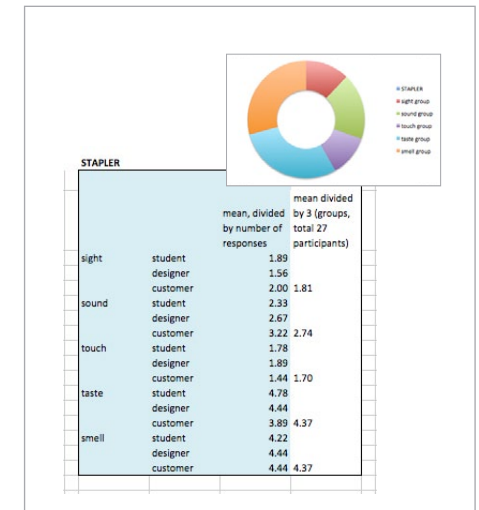 STAPLER
sight group
sound group
touch group
taste group
smell group
STAPLER
mean, divided by number of responses
mean divided by 3 (groups, total 27 participants)
sight student 1.89
designer 1.56
customer 2.00 1.81
sound student 2.33
designer 2.67
customer 3.22 2.74
touch student 1.78
designer 1.89
customer 1.44 1.70
taste student 4.78
designer 4.44
customer 3.89 4.37
smell student 4.22
designer 4.44
customer 4.44 4.37